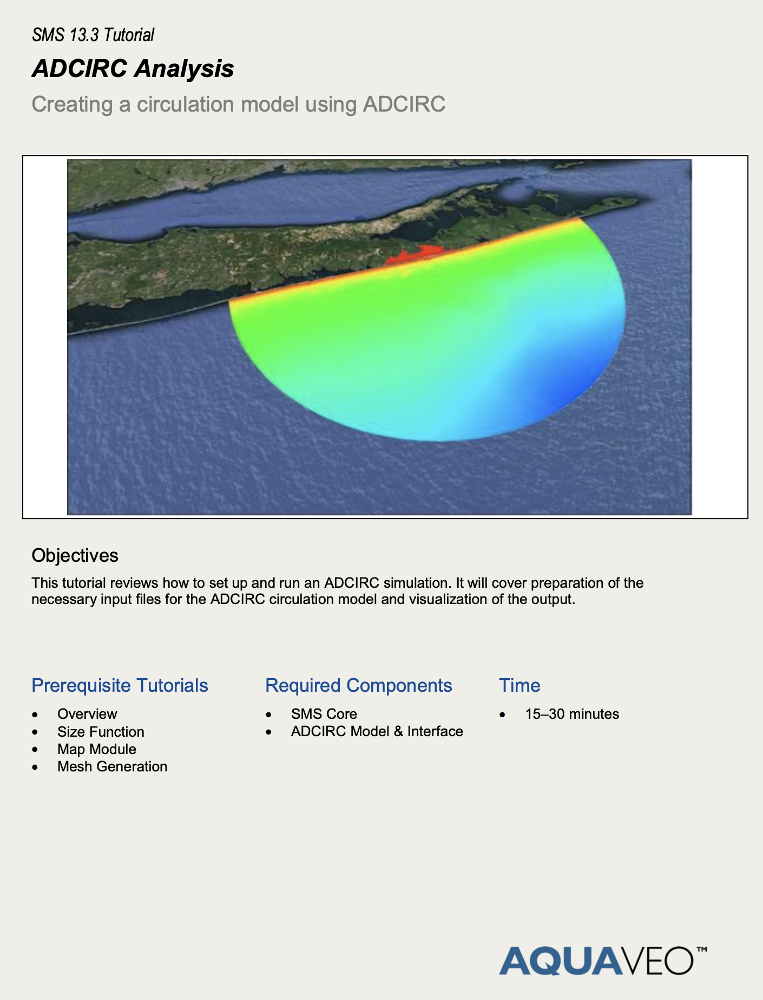 SMS 13.3 Tutorial
ADCIRC Analysis
Creating a circulation model using ADCIRC
Objectives
This tutorial reviews how to set up and run an ADCIRC simulation. It will cover preparation of the
necessary input files for the ADCIRC circulation model and visualization of the output.
Prerequisite Tutorials
• Overview
• Size Function
• Map Module
• Mesh Generation
Required Components
• SMS Core
• ADCIRC Model & Interface
Time
• 15–30 minutes
AQUAVEO™